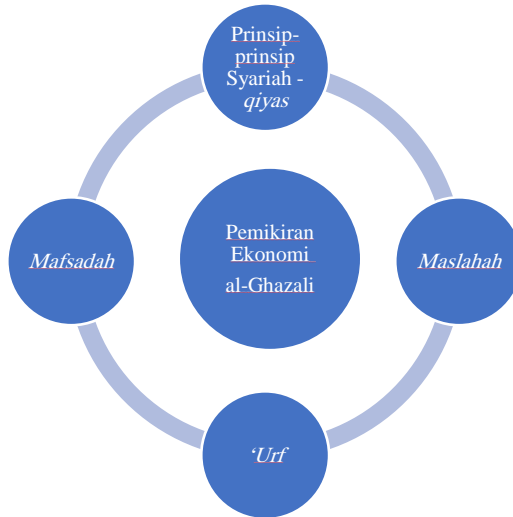 Prinsip-
prinsip
Syariah -
qiyas
Pemikiran
Ekonomi
al-Ghazali
Mafsadah
Maslahah
‘Urf